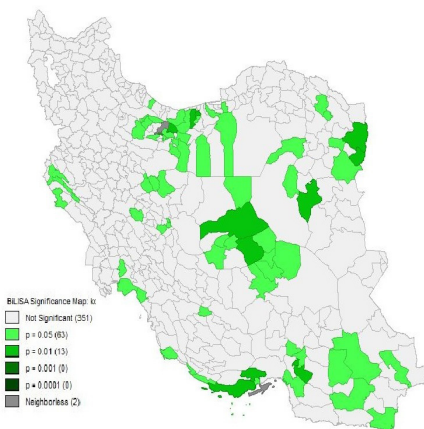 BiLISA Significance Map: kc
Not Significant (351)
p = 0.05 (63)
p = 0.01 (13)
p = 0.001 (0)
p = 0.0001 (0)
Neighborless (2)